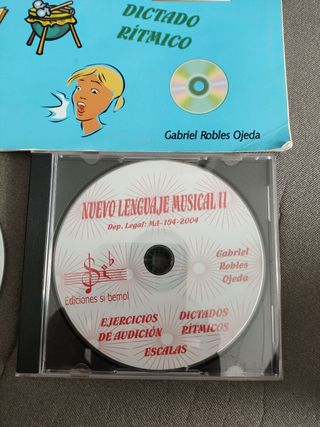 DICTADO
RÍTMICO
Gabriel Robles Ojeda
NUEVO LENGUAJE MUSICAL II
Dep. Legal: MA-154-2004
Gabriel
Robles
Ojeda
Ediciones si bemol
EJERCICIOS
DE AUDICIÓN
DICTADOS
RÍTMICOS
ESCALAS